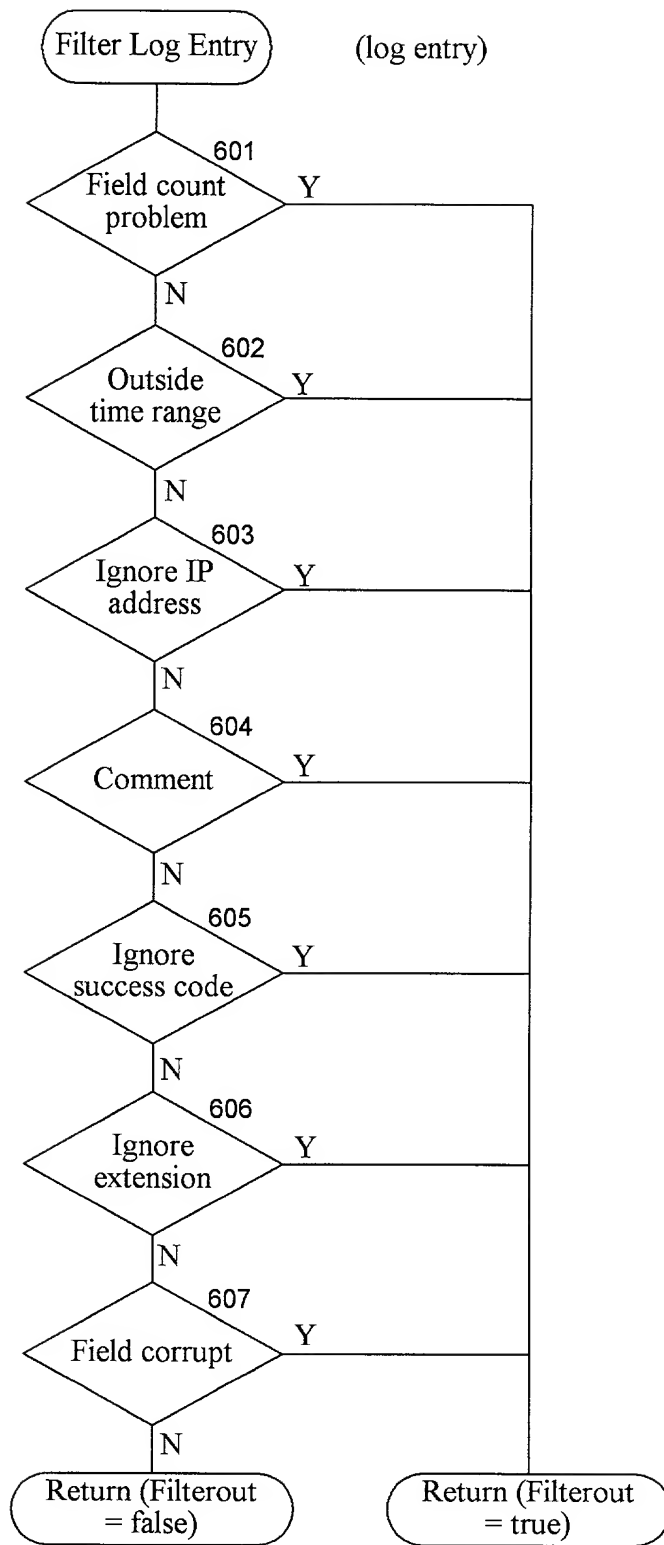 Filter Log Entry
(log entry)
601
Field count
problem
Y
N
602
Outside
time range
Y
N
603
Ignore IP
address
Y
N
604
Comment
Y
N
605
Ignore
success code
Y
N
606
Ignore
extension
Y
N
607
Field corrupt
Y
N
Return (Filterout
= false)
Return (Filterout
= true)